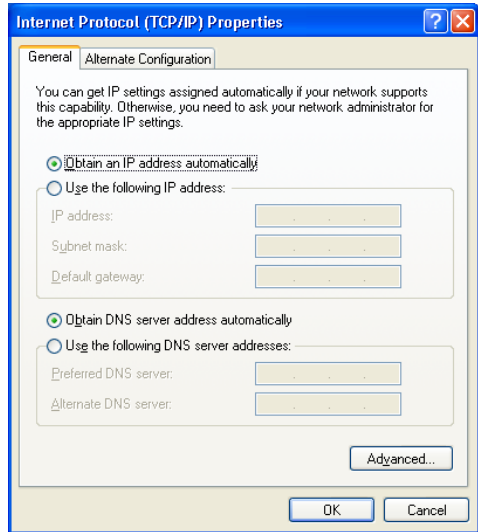 Internet Protocol (TCP/IP) Properties
General
Alternate Configuration
You can get IP settings assigned automatically if your network supports
this capability. Otherwise, you need to ask your network administrator for
the appropriate IP settings.
Obtain an IP address automatically
Use the following IP address:
IP address:
Subnet mask:
Default gateway:
Obtain DNS server address automatically
Use the following DNS server addresses:
Preferred DNS server:
Alternate DNS server:
Advanced...
OK
Cancel